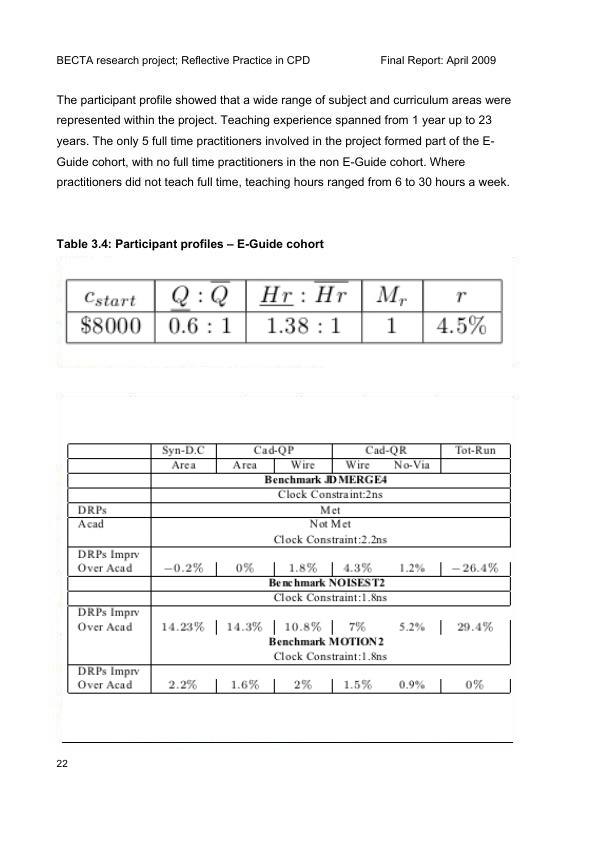 BECTA research project; Reflective Practice in CPD Final Report: April 2009
The participant profile showed that a wide range of subject and curriculum areas were
represented within the project. Teaching experience spanned from 1 year up to 23
years. The only 5 full time practitioners involved in the project formed part of the E-
Guide cohort, with no full time practitioners in the non E-Guide cohort. Where
practitioners did not teach full time, teaching hours ranged from 6 to 30 hours a week.
Table 3.4: Participant profiles – E-Guide cohort
c_start Q̲ : Q̅ H̲r̲ : H̅r̅ M_r r
$8000 0.6 : 1 1.38 : 1 1 4.5%
Syn-D.C Cad-QP Cad-QR Tot-Run
Area Area Wire Wire No-Via
Benchmark JDMERGE4
Clock Constraint:2ns
DRPs Met
Acad Not Met
Clock Constraint:2.2ns
DRPs Imprv
Over Acad −0.2% 0% 1.8% 4.3% 1.2% −26.4%
Benchmark NOISEST2
Clock Constraint:1.8ns
DRPs Imprv
Over Acad 14.23% 14.3% 10.8% 7% 5.2% 29.4%
Benchmark MOTION2
Clock Constraint:1.8ns
DRPs Imprv
Over Acad 2.2% 1.6% 2% 1.5% 0.9% 0%
22